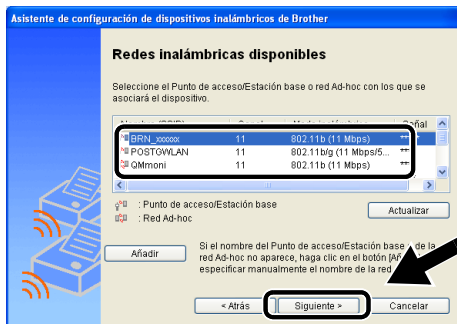 Asistente de configuración de dispositivos inalámbricos de Brother
Redes inalámbricas disponibles
Seleccione el Punto de acceso/Estación base o red Ad-hoc con los que se
asociará el dispositivo.
BRN_xxxxxx 11 802.11b (11 Mbps) **
POSTGWLAN 11 802.11b/g (11 Mbps/5... **
QMmoni 11 802.11b (11 Mbps) **
: Punto de acceso/Estación base
: Red Ad-hoc
Actualizar
Añadir
Si el nombre del Punto de acceso/Estación base de la
red Ad-hoc no aparece, haga clic en el botón
especificar manualmente el nombre de la red
< Atrás
Siguiente >
Cancelar